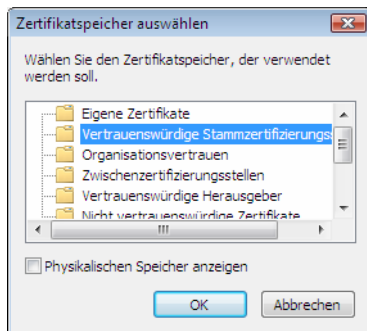 Zertifikatspeicher auswählen
Wählen Sie den Zertifikatspeicher, der verwendet
werden soll.
Eigene Zertifikate
Vertrauenswürdige Stammzertifizierungs
Organisationsvertrauen
Zwischenzertifizierungsstellen
Vertrauenswürdige Herausgeber
Nicht vertrauenswürdige Zertifikate
Physikalischen Speicher anzeigen
OK Abbrechen